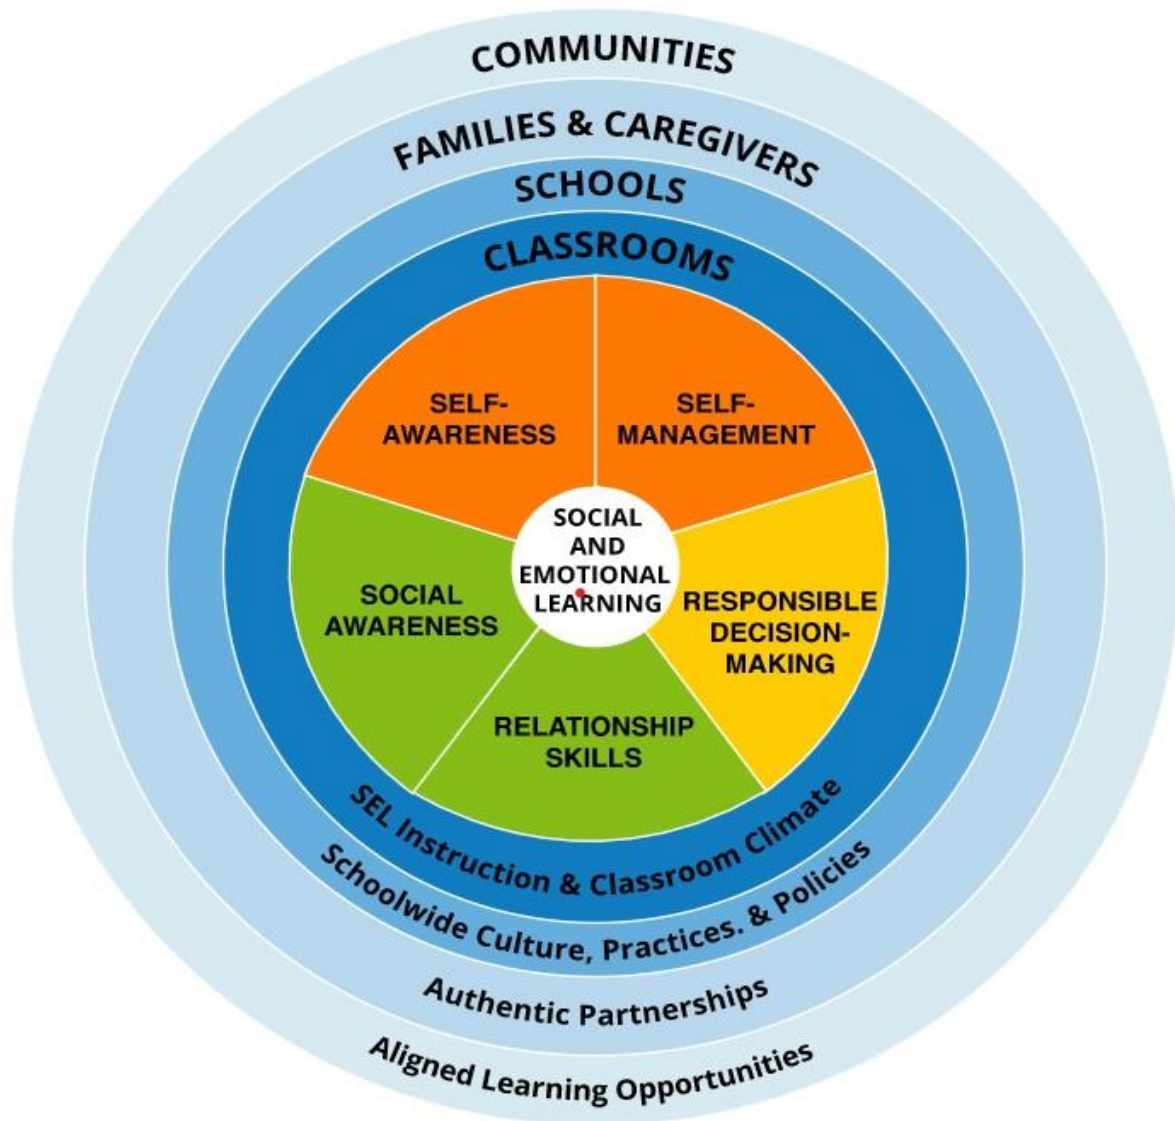 COMMUNITIES
FAMILIES & CAREGIVERS
SCHOOLS
CLASSROOMS
SELF-
AWARENESS
SELF-
MANAGEMENT
SOCIAL
AND
EMOTIONAL
LEARNING
SOCIAL
AWARENESS
RESPONSIBLE
DECISION-
MAKING
RELATIONSHIP
SKILLS
SEL Instruction & Classroom Climate
Schoolwide Culture, Practices. & Policies
Authentic Partnerships
Aligned Learning Opportunities